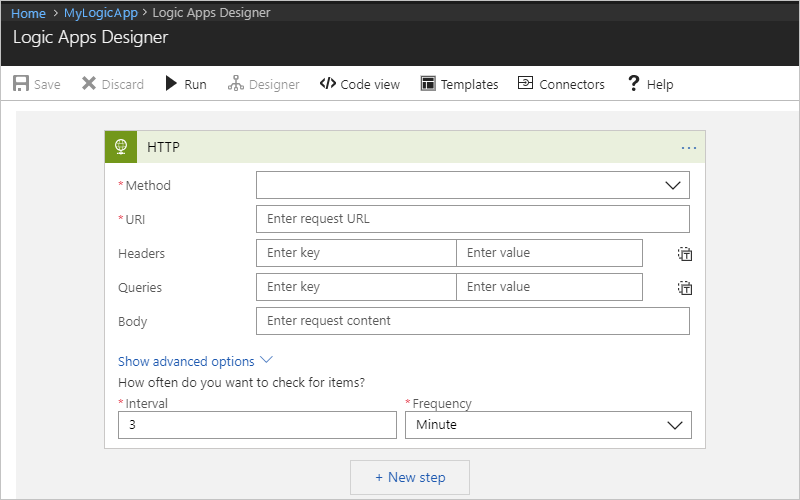 Home > MyLogicApp > Logic Apps Designer
Logic Apps Designer
Save Discard Run Designer </> Code view Templates Connectors ? Help
HTTP ...
* Method
* URI Enter request URL
Headers Enter key Enter value
Queries Enter key Enter value
Body Enter request content
Show advanced options
How often do you want to check for items?
* Interval * Frequency
3 Minute
+ New step